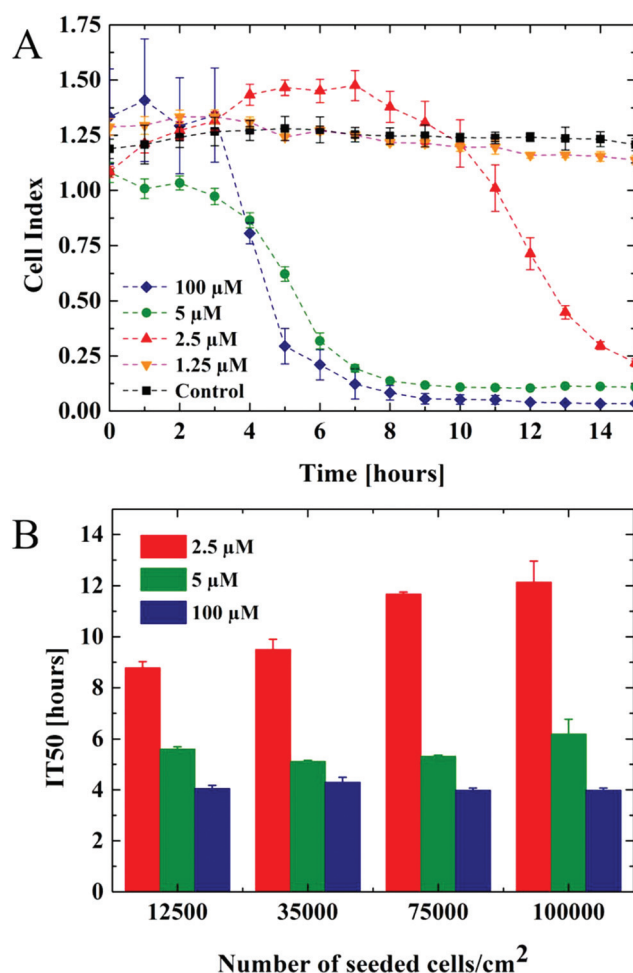 A
1.75
1.50
1.25
1.00
0.75
0.50
0.25
0.00
Cell Index
100 µM
5 µM
2.5 µM
1.25 µM
Control
0 2 4 6 8 10 12 14
Time [hours]
B
14
12
10
8
6
4
2
0
IT50 [hours]
2.5 µM
5 µM
100 µM
12500 35000 75000 100000
Number of seeded cells/cm²